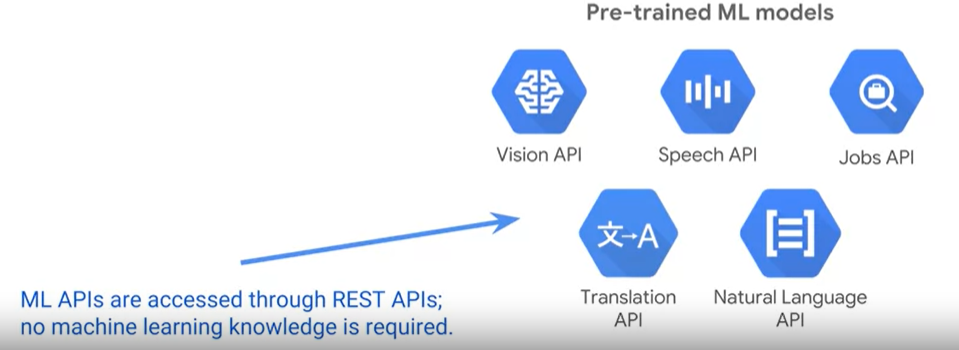 Pre-trained ML models
Vision API
Speech API
Jobs API
文→A
Translation
API
Natural Language
API
ML APIs are accessed through REST APIs;
no machine learning knowledge is required.